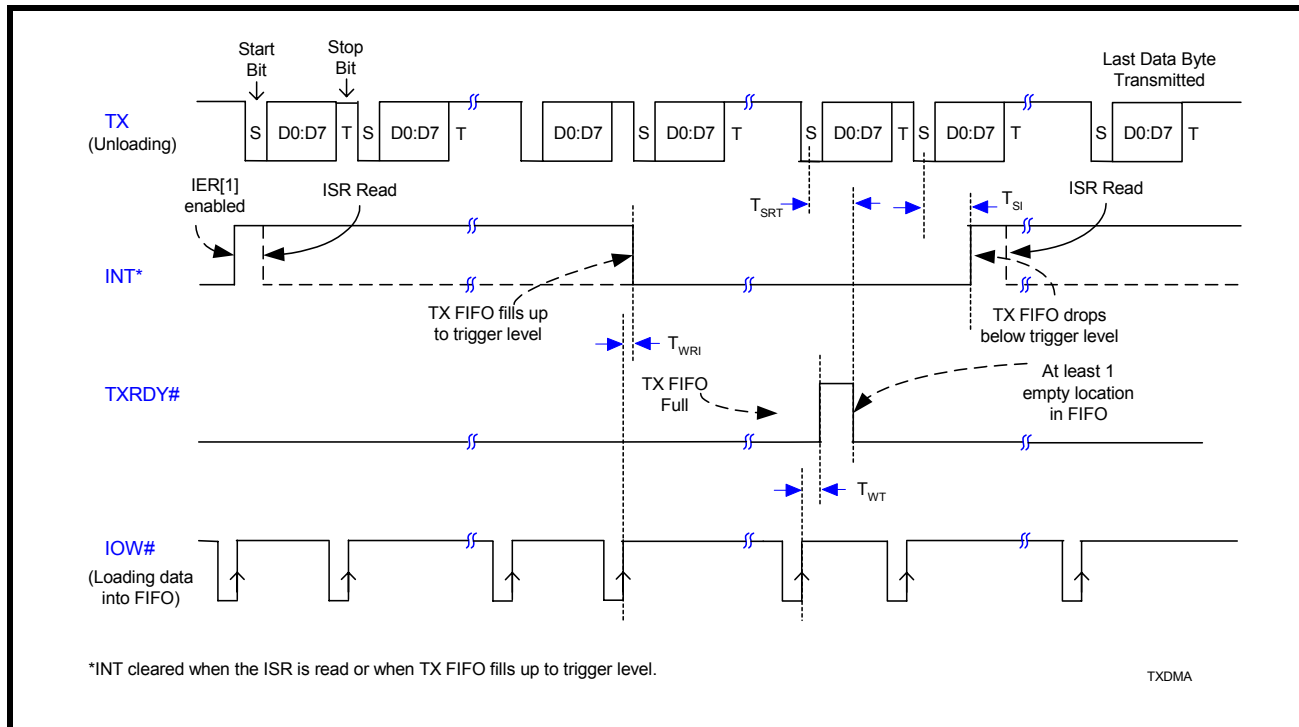 Start
Bit
Stop
Bit
Last Data Byte
Transmitted
TX
(Unloading)
S D0:D7 T S D0:D7 T D0:D7 S D0:D7 T S D0:D7 T S D0:D7 T S D0:D7 T
IER[1]
enabled
ISR Read
TSRT
TSI
ISR Read
INT*
TX FIFO fills up
to trigger level
TX FIFO drops
below trigger level
TWRI
TXRDY#
TX FIFO
Full
At least 1
empty location
in FIFO
TWT
IOW#
(Loading data
into FIFO)
*INT cleared when the ISR is read or when TX FIFO fills up to trigger level.
TXDMA